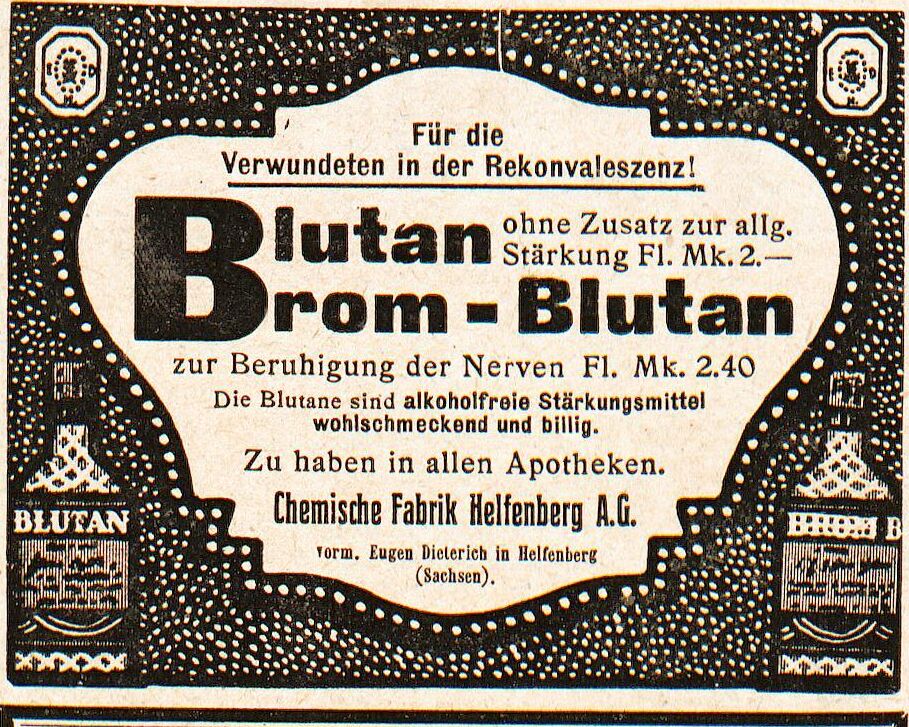 Für die
Verwundeten in der Rekonvaleszenz!
Blutan ohne Zusatz zur allg.
Stärkung Fl. Mk. 2.—
Brom - Blutan
zur Beruhigung der Nerven Fl. Mk. 2.40
Die Blutane sind alkoholfreie Stärkungsmittel
wohlschmeckend und billig.
Zu haben in allen Apotheken.
Chemische Fabrik Helfenberg A.G.
vorm. Eugen Dieterich in Helfenberg
(Sachsen).
BLUTAN